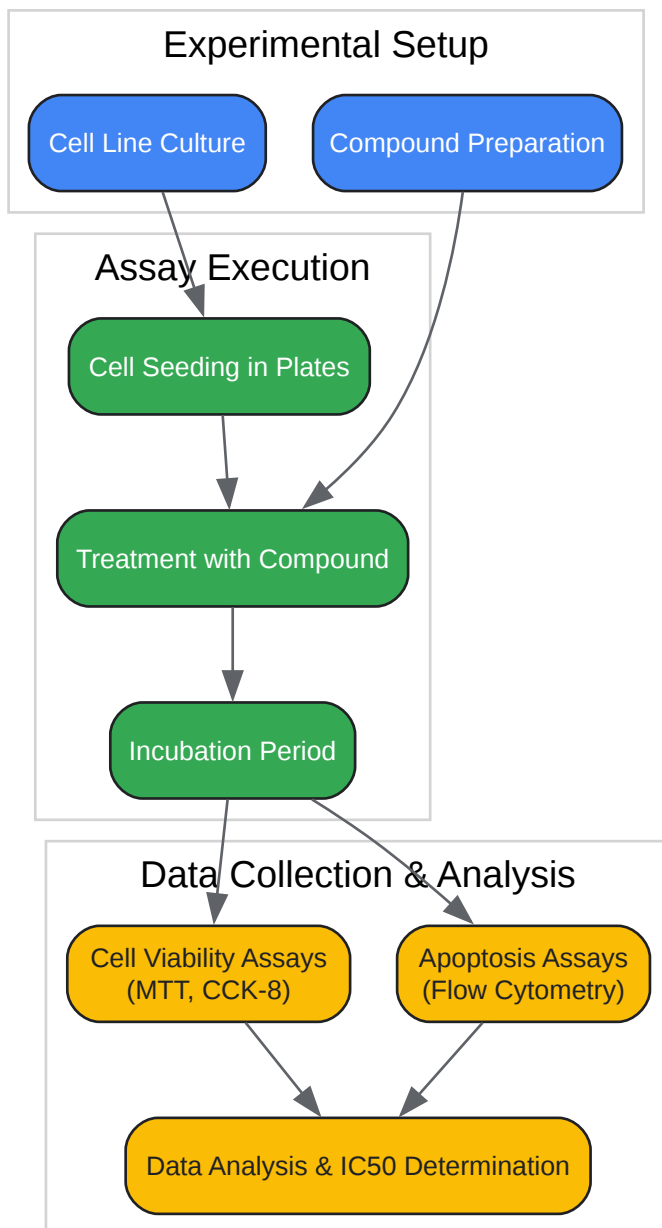 Experimental Setup
Cell Line Culture
Compound Preparation
Assay Execution
Cell Seeding in Plates
Treatment with Compound
Incubation Period
Data Collection & Analysis
Cell Viability Assays
(MTT, CCK-8)
Apoptosis Assays
(Flow Cytometry)
Data Analysis & IC50 Determination